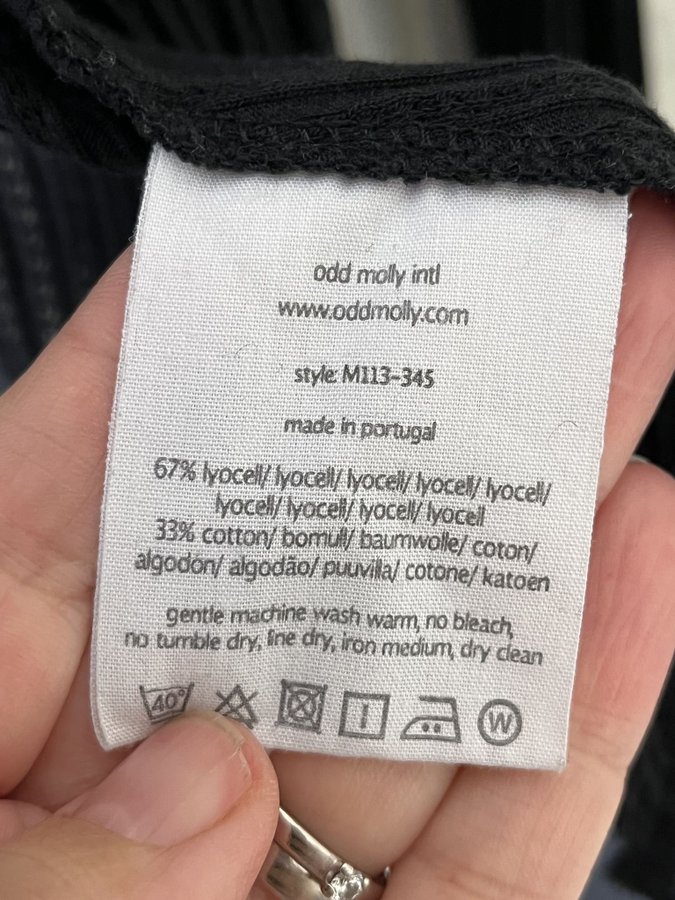 odd molly intl
www.oddmolly.com
style: M113-345
made in portugal
67% lyocell/ lyocell/ lyocell/ lyocell/ lyocell/
lyocell/ lyocell/ lyocell/ lyocell
33% cotton/ bomull/ baumwolle/ coton/
algodon/ algodão/ puuvilla/ cotone/ katoen
gentle machine wash warm, no bleach,
no tumble dry, line dry, iron medium, dry clean
40° W